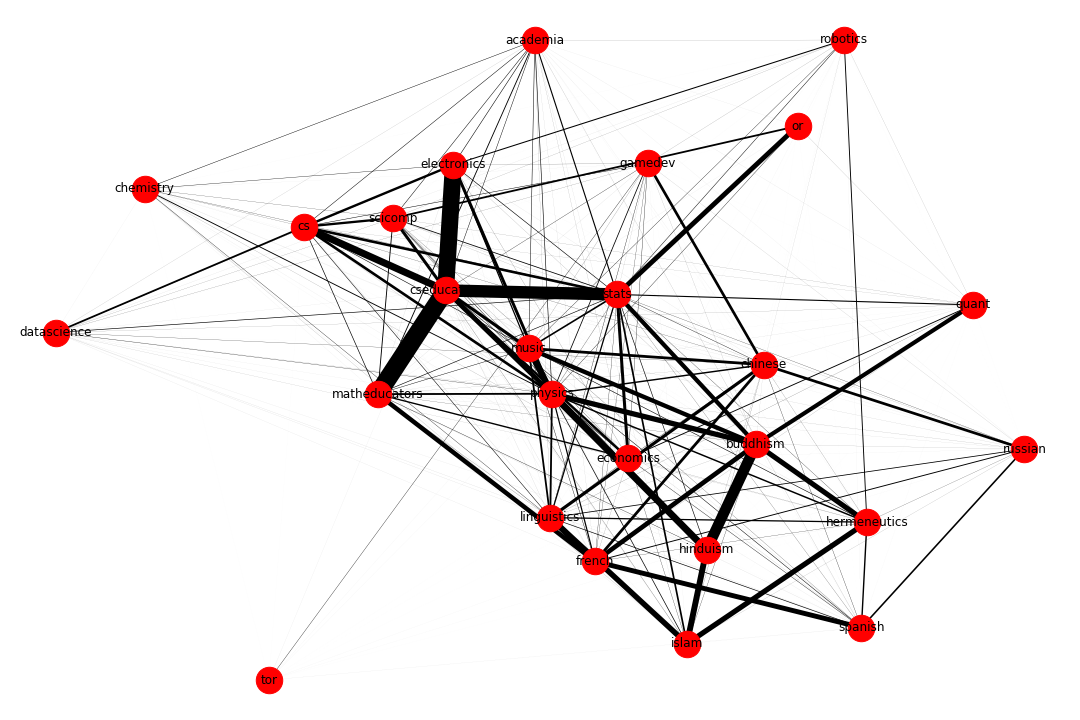 academia
robotics
or
electronics
gamedev
chemistry
scicomp
cs
cseduca
stats
quant
datascience
music
chinese
matheducators
physics
buddhism
russian
economics
linguistics
hermeneutics
hinduism
french
spanish
islam
tor